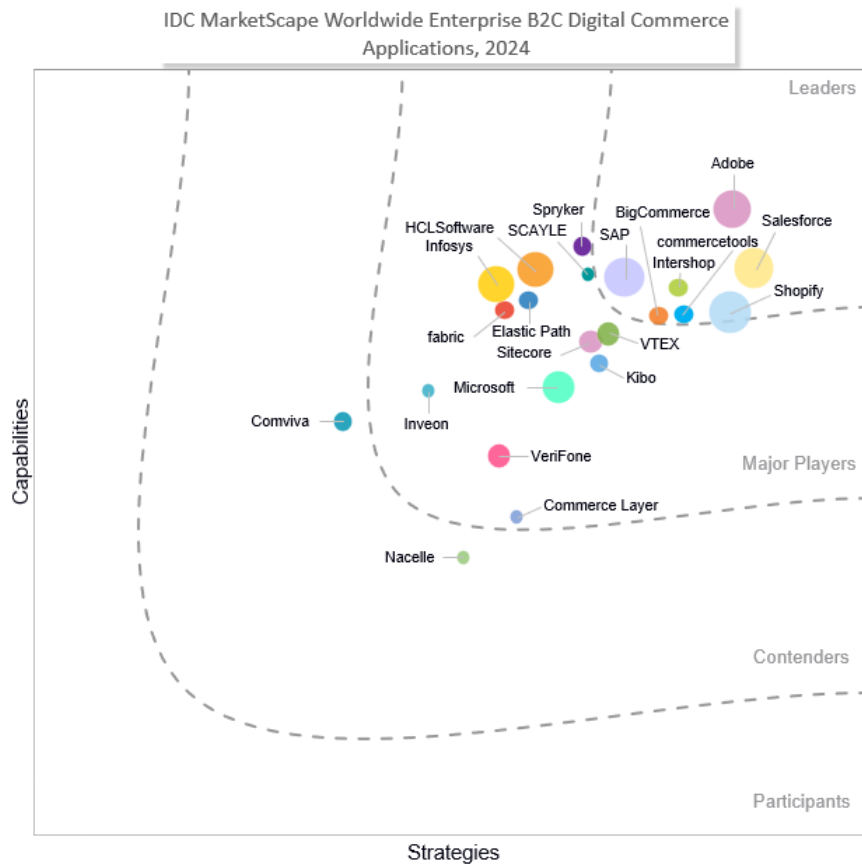 IDC MarketScape Worldwide Enterprise B2C Digital Commerce
Applications, 2024
Leaders
Adobe
Spryker
BigCommerce
Salesforce
HCLSoftware
SCAYLE
SAP
commercetools
Infosys
Intershop
Shopify
fabric
Elastic Path
Sitecore
VTEX
Kibo
Microsoft
Comviva
Inveon
Capabilities
VeriFone
Major Players
Commerce Layer
Nacelle
Contenders
Participants
Strategies